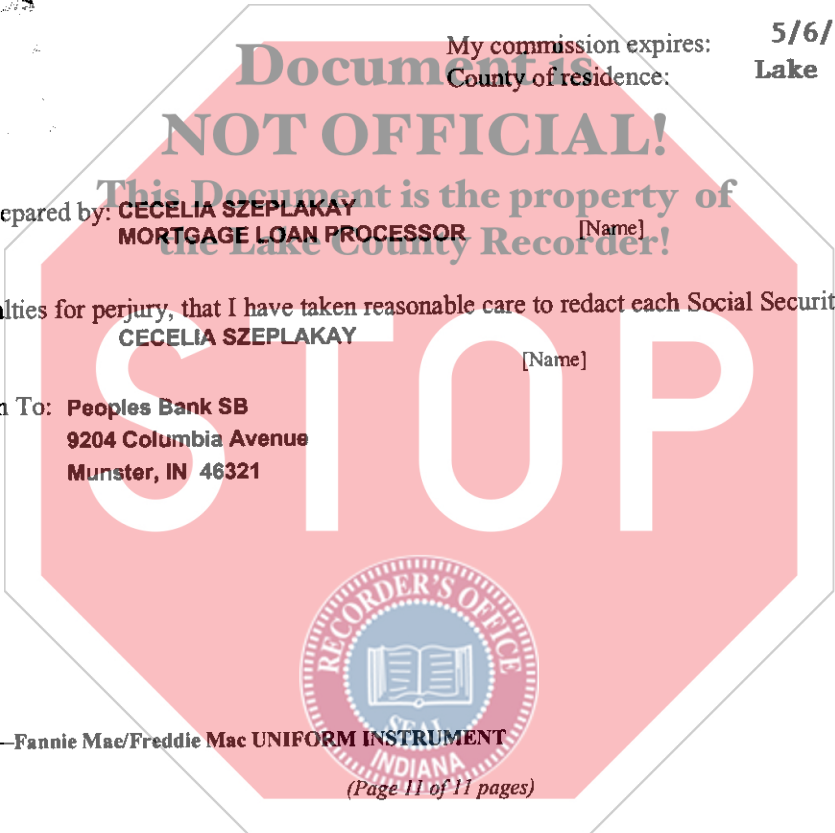 My commission expires: 5/6/
County of residence: Lake
Document is
NOT OFFICIAL!
This Document is the property of
the Lake County Recorder!
epared by: CECELIA SZEPLAKAY
MORTGAGE LOAN PROCESSOR [Name]
alties for perjury, that I have taken reasonable care to redact each Social Securit
CECELIA SZEPLAKAY
[Name]
n To: Peoples Bank SB
9204 Columbia Avenue
Munster, IN 46321
STOP
RECORDER'S OFFICE
SEAL
INDIANA
—Fannie Mae/Freddie Mac UNIFORM INSTRUMENT
(Page 11 of 11 pages)